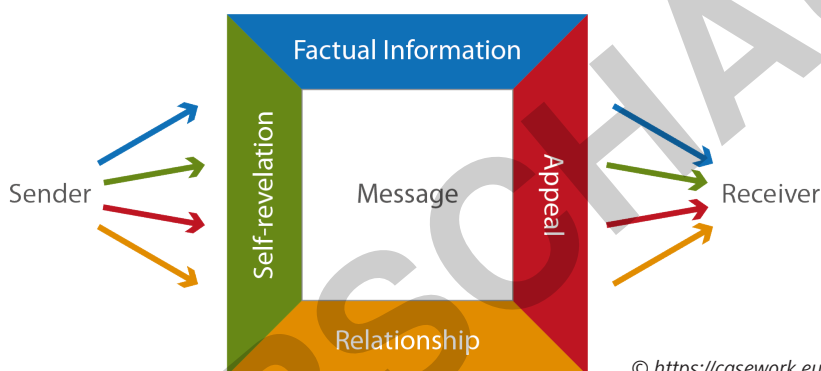 Factual Information
Self-revelation
Appeal
Sender
Message
Receiver
Relationship
© https://casework.eu